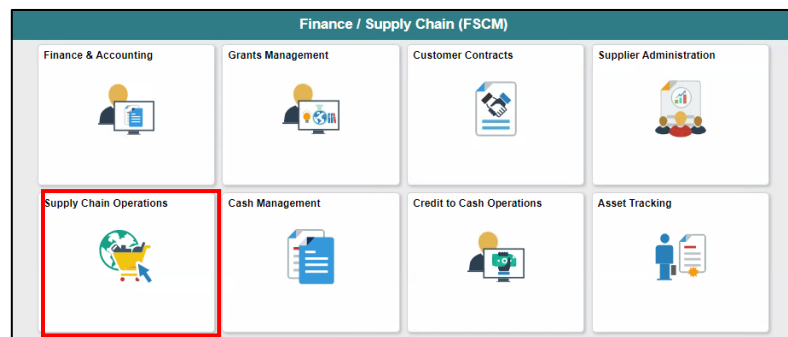 Finance / Supply Chain (FSCM)
Finance & Accounting
Grants Management
Customer Contracts
Supplier Administration
Supply Chain Operations
Cash Management
Credit to Cash Operations
Asset Tracking